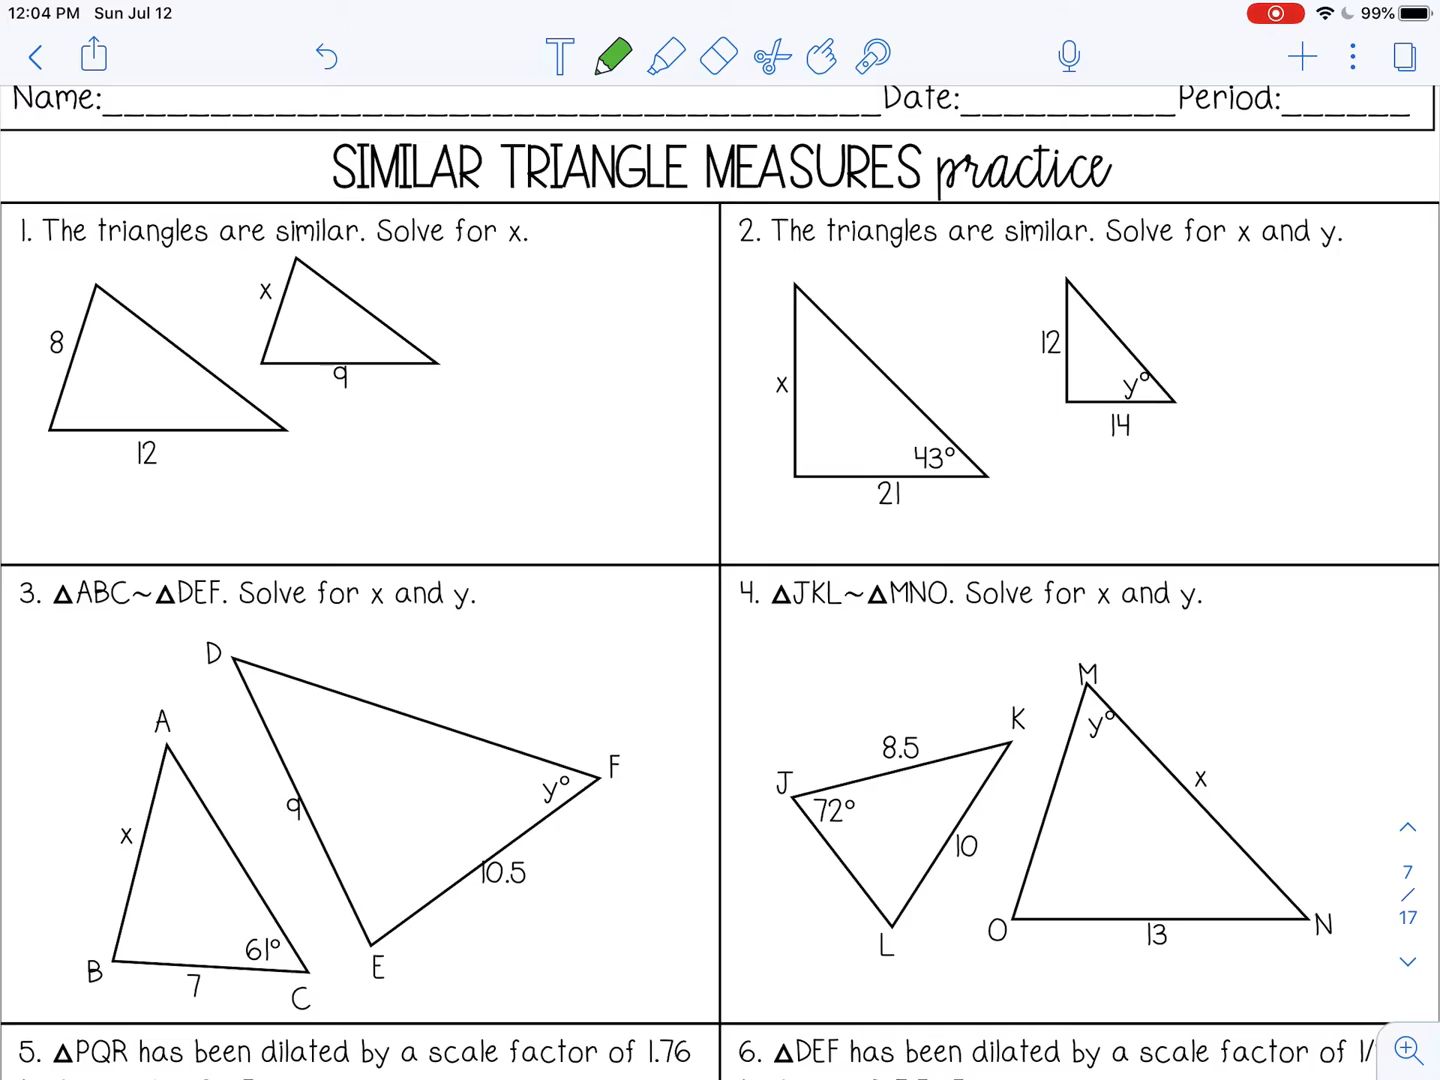 12:04 PM Sun Jul 12
99%
Name: Date: Period:
SIMILAR TRIANGLE MEASURES practice
1. The triangles are similar. Solve for x.
8
12
x
9
2. The triangles are similar. Solve for x and y.
x
43°
21
12
y°
14
3. △ABC~△DEF. Solve for x and y.
D
A
F
y°
9
x
10.5
61°
B
7
C
E
4. △JKL~△MNO. Solve for x and y.
M
K
y°
8.5
J
72°
x
10
L
O
13
N
7
/
17
5. △PQR has been dilated by a scale factor of 1.76
6. △DEF has been dilated by a scale factor of 1/